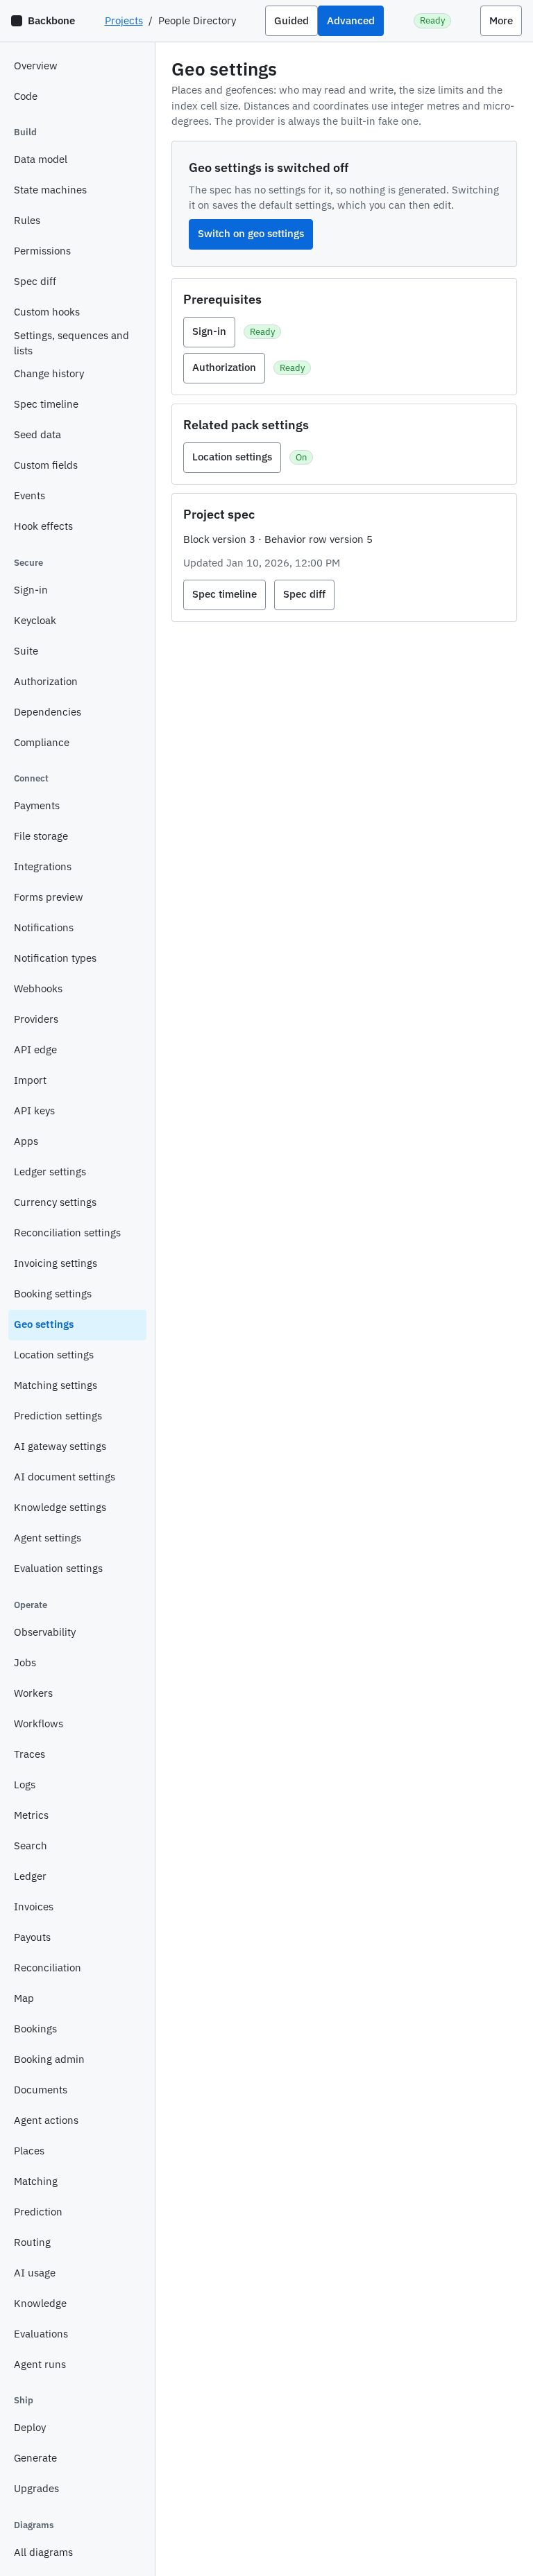 Backbone
Projects / People Directory
Guided
Advanced
Ready
More
Overview
Code
Build
Data model
State machines
Rules
Permissions
Spec diff
Custom hooks
Settings, sequences and
lists
Change history
Spec timeline
Seed data
Custom fields
Events
Hook effects
Secure
Sign-in
Keycloak
Suite
Authorization
Dependencies
Compliance
Connect
Payments
File storage
Integrations
Forms preview
Notifications
Notification types
Webhooks
Providers
API edge
Import
API keys
Apps
Ledger settings
Currency settings
Reconciliation settings
Invoicing settings
Booking settings
Geo settings
Location settings
Matching settings
Prediction settings
AI gateway settings
AI document settings
Knowledge settings
Agent settings
Evaluation settings
Operate
Observability
Jobs
Workers
Workflows
Traces
Logs
Metrics
Search
Ledger
Invoices
Payouts
Reconciliation
Map
Bookings
Booking admin
Documents
Agent actions
Places
Matching
Prediction
Routing
AI usage
Knowledge
Evaluations
Agent runs
Ship
Deploy
Generate
Upgrades
Diagrams
All diagrams
Geo settings
Places and geofences: who may read and write, the size limits and the
index cell size. Distances and coordinates use integer metres and micro-
degrees. The provider is always the built-in fake one.
Geo settings is switched off
The spec has no settings for it, so nothing is generated. Switching
it on saves the default settings, which you can then edit.
Switch on geo settings
Prerequisites
Sign-in
Ready
Authorization
Ready
Related pack settings
Location settings
On
Project spec
Block version 3 · Behavior row version 5
Updated Jan 10, 2026, 12:00 PM
Spec timeline
Spec diff